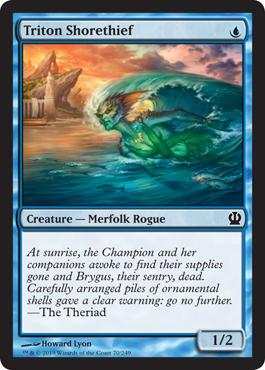 Triton Shorethief
Creature — Merfolk Rogue
At sunrise, the Champion and her
companions awoke to find their supplies
gone and Brygus, their sentry, dead.
Carefully arranged piles of ornamental
shells gave a clear warning: go no further.
—The Theriad
1/2
Howard Lyon
™ & © 2013 Wizards of the Coast 70/249